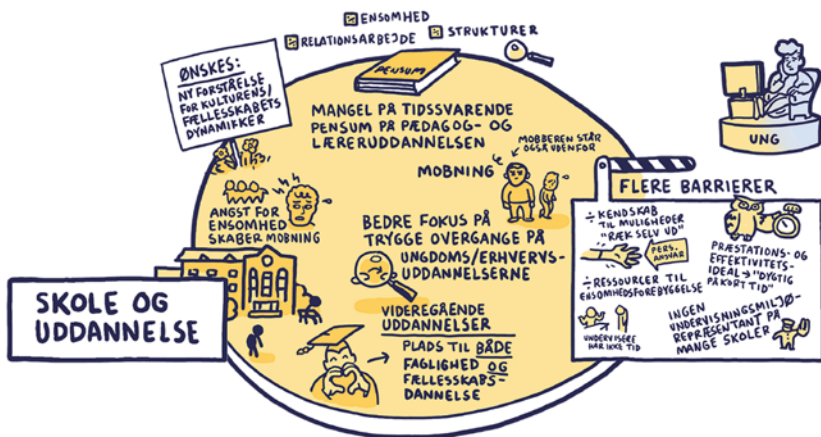 ENSOMHED
RELATIONSARBEJDE
STRUKTURER
PENSUM
ØNSKES:
NY FORSTÅELSE
FOR KULTURENS/
FÆLLESSKABETS
DYNAMIKKER
MANGEL PÅ TIDSSVARENDE
PENSUM PÅ PÆDAGOG- OG
LÆRERUDDANNELSEN
MOBBEREN STÅR
OGSÅ UDENFOR
MOBNING
ANGST FOR
ENSOMHED
SKABER MOBNING
BEDRE FOKUS PÅ
TRYGGE OVERGANGE PÅ
UNGDOMS/ERHVERVS-
UDDANNELSERNE
SKOLE OG
UDDANNELSE
VIDEREGÅENDE
UDDANNELSER
PLADS TIL BÅDE
FAGLIGHED OG
FÆLLESSKABS-
DANNELSE
UNG
FLERE BARRIERER
÷ KENDSKAB
TIL MULIGHEDER
"RÆK SELV UD"
PERS.
ANSVAR
÷ RESSOURCER TIL
ENSOMHEDSFOREBYGGELSE
UNDERVISERE
HAR IKKE TID
PRÆSTATIONS- OG
EFFEKTIVITETS-
IDEAL → "DYGTIG
PÅ KORT TID"
INGEN
UNDERVISNINGSMILJØ-
REPRÆSENTANT PÅ
MANGE SKOLER